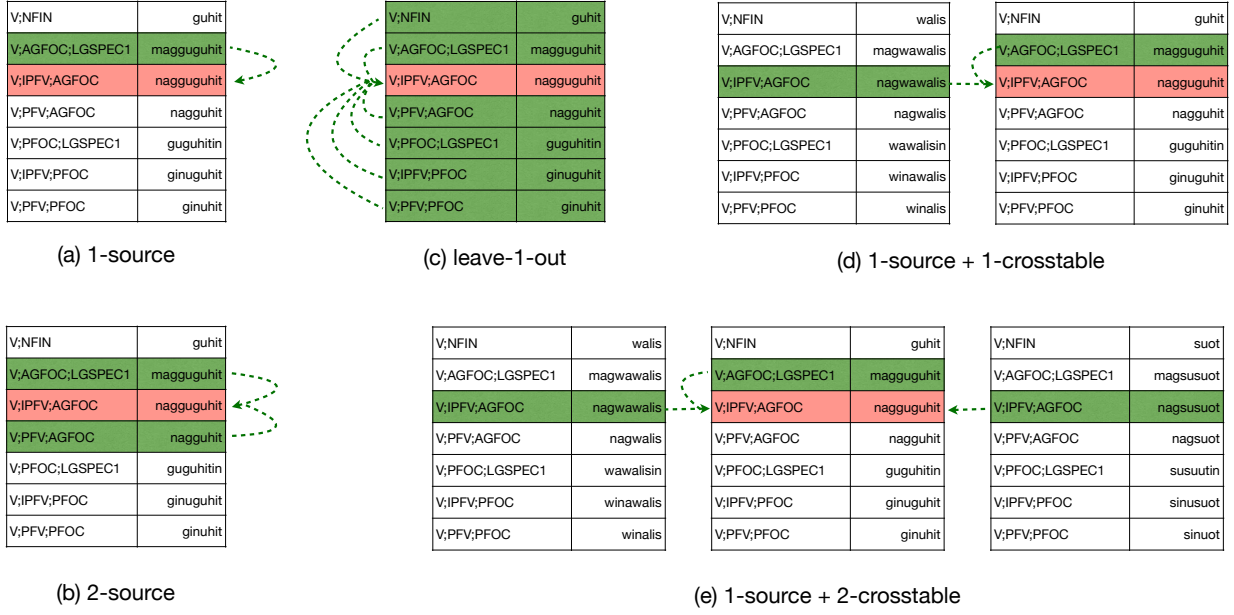 V;NFIN guhit
V;AGFOC;LGSPEC1 magguguhit
V;IPFV;AGFOC nagguguhit
V;PFV;AGFOC nagguhit
V;PFOC;LGSPEC1 guguhitin
V;IPFV;PFOC ginuguhit
V;PFV;PFOC ginuhit
(a) 1-source
V;NFIN guhit
V;AGFOC;LGSPEC1 magguguhit
V;IPFV;AGFOC nagguguhit
V;PFV;AGFOC nagguhit
V;PFOC;LGSPEC1 guguhitin
V;IPFV;PFOC ginuguhit
V;PFV;PFOC ginuhit
(c) leave-1-out
V;NFIN walis
V;AGFOC;LGSPEC1 magwawalis
V;IPFV;AGFOC nagwawalis
V;PFV;AGFOC nagwalis
V;PFOC;LGSPEC1 wawalisin
V;IPFV;PFOC winawalis
V;PFV;PFOC winalis
V;NFIN guhit
V;AGFOC;LGSPEC1 magguguhit
V;IPFV;AGFOC nagguguhit
V;PFV;AGFOC nagguhit
V;PFOC;LGSPEC1 guguhitin
V;IPFV;PFOC ginuguhit
V;PFV;PFOC ginuhit
(d) 1-source + 1-crosstable
V;NFIN guhit
V;AGFOC;LGSPEC1 magguguhit
V;IPFV;AGFOC nagguguhit
V;PFV;AGFOC nagguhit
V;PFOC;LGSPEC1 guguhitin
V;IPFV;PFOC ginuguhit
V;PFV;PFOC ginuhit
(b) 2-source
V;NFIN walis
V;AGFOC;LGSPEC1 magwawalis
V;IPFV;AGFOC nagwawalis
V;PFV;AGFOC nagwalis
V;PFOC;LGSPEC1 wawalisin
V;IPFV;PFOC winawalis
V;PFV;PFOC winalis
V;NFIN guhit
V;AGFOC;LGSPEC1 magguguhit
V;IPFV;AGFOC nagguguhit
V;PFV;AGFOC nagguhit
V;PFOC;LGSPEC1 guguhitin
V;IPFV;PFOC ginuguhit
V;PFV;PFOC ginuhit
V;NFIN suot
V;AGFOC;LGSPEC1 magsusuot
V;IPFV;AGFOC nagsusuot
V;PFV;AGFOC nagsuot
V;PFOC;LGSPEC1 susuutin
V;IPFV;PFOC sinusuot
V;PFV;PFOC sinuot
(e) 1-source + 2-crosstable